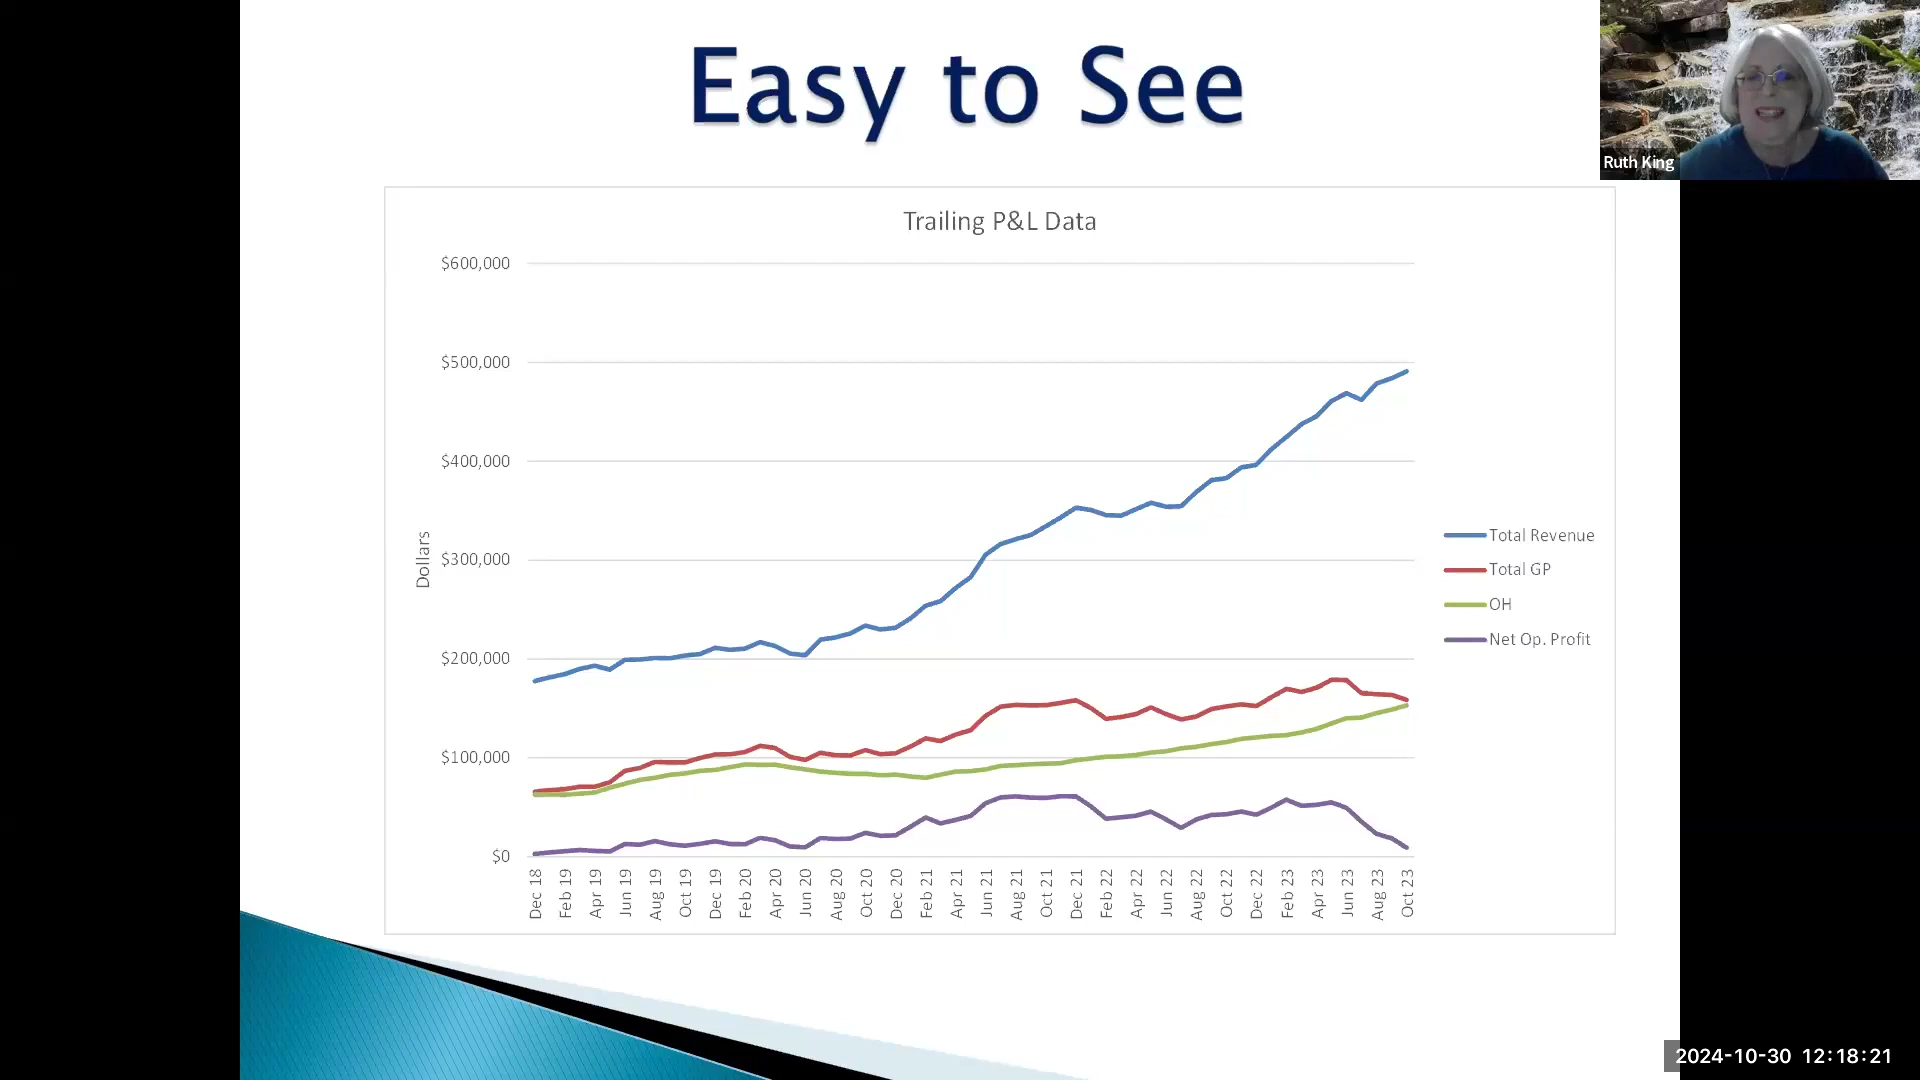 Easy to See
Ruth King
Trailing P&L Data
$600,000
$500,000
$400,000
$300,000
$200,000
$100,000
$0
Dollars
Total Revenue
Total GP
OH
Net Op. Profit
Dec 18
Feb 19
Apr 19
Jun 19
Aug 19
Oct 19
Dec 19
Feb 20
Apr 20
Jun 20
Aug 20
Oct 20
Dec 20
Feb 21
Apr 21
Jun 21
Aug 21
Oct 21
Dec 21
Feb 22
Apr 22
Jun 22
Aug 22
Oct 22
Dec 22
Feb 23
Apr 23
Jun 23
Aug 23
Oct 23
2024-10-30 12:18:21